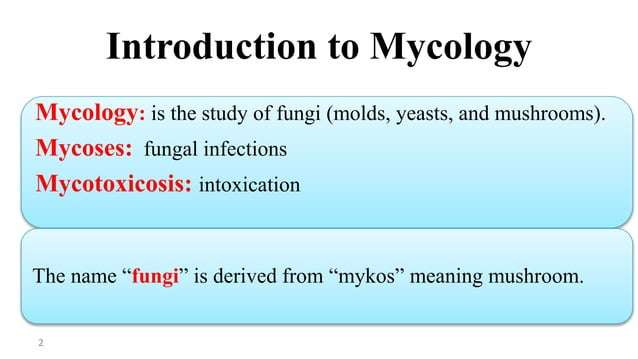 Introduction to Mycology
Mycology: is the study of fungi (molds, yeasts, and mushrooms).
Mycoses: fungal infections
Mycotoxicosis: intoxication
The name “fungi” is derived from “mykos” meaning mushroom.
2